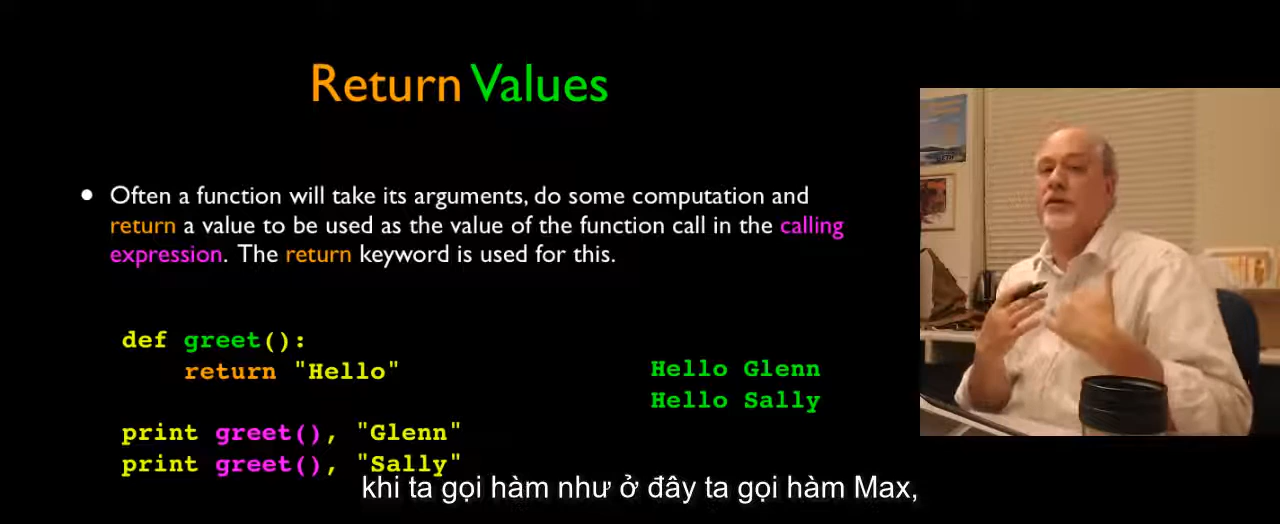 Return Values
Often a function will take its arguments, do some computation and
return a value to be used as the value of the function call in the calling
expression. The return keyword is used for this.
def greet():
return "Hello"
print greet(), "Glenn"
print greet(), "Sally"
Hello Glenn
Hello Sally
khi ta gọi hàm như ở đây ta gọi hàm Max,